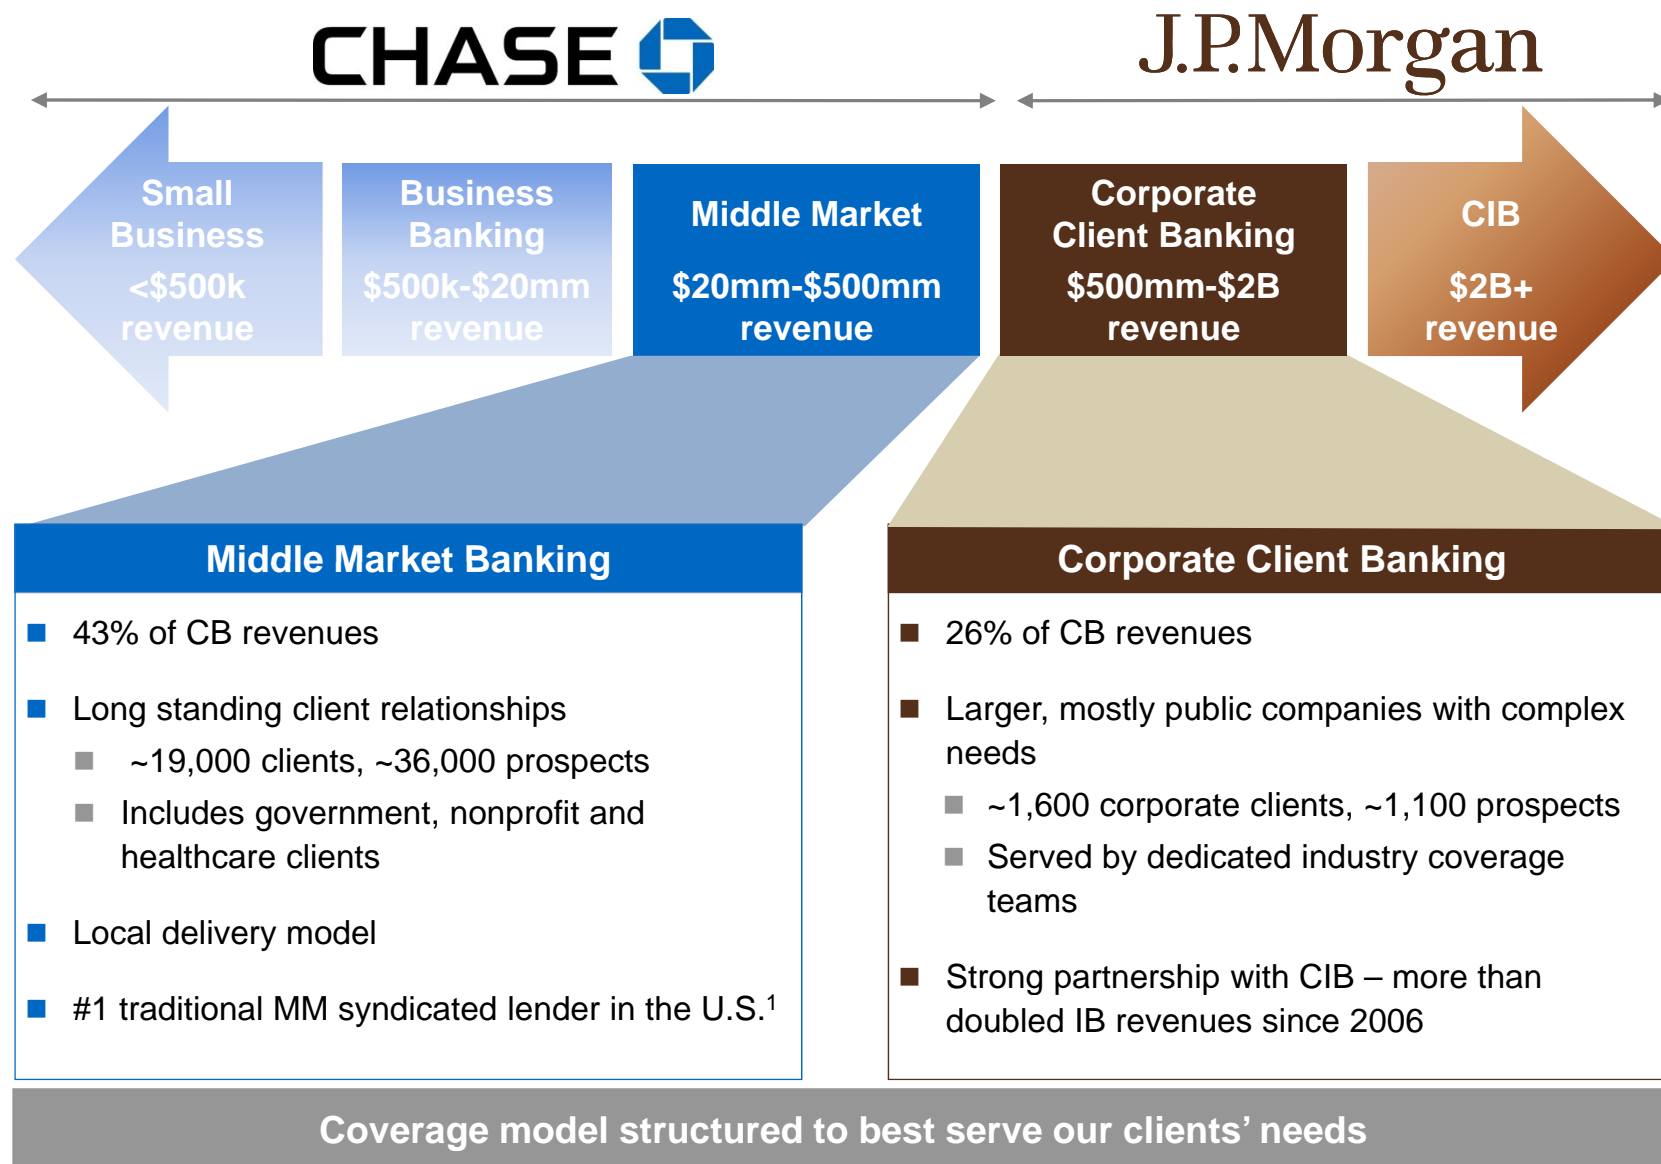 CHASE
J.P.Morgan
Small
Business
<$500k
revenue
Business
Banking
$500k-$20mm
revenue
Middle Market
$20mm-$500mm
revenue
Corporate
Client Banking
$500mm-$2B
revenue
CIB
$2B+
revenue
Middle Market Banking
43% of CB revenues
Long standing client relationships
~19,000 clients, ~36,000 prospects
Includes government, nonprofit and
healthcare clients
Local delivery model
#1 traditional MM syndicated lender in the U.S.¹
Corporate Client Banking
26% of CB revenues
Larger, mostly public companies with complex
needs
~1,600 corporate clients, ~1,100 prospects
Served by dedicated industry coverage
teams
Strong partnership with CIB – more than
doubled IB revenues since 2006
Coverage model structured to best serve our clients’ needs